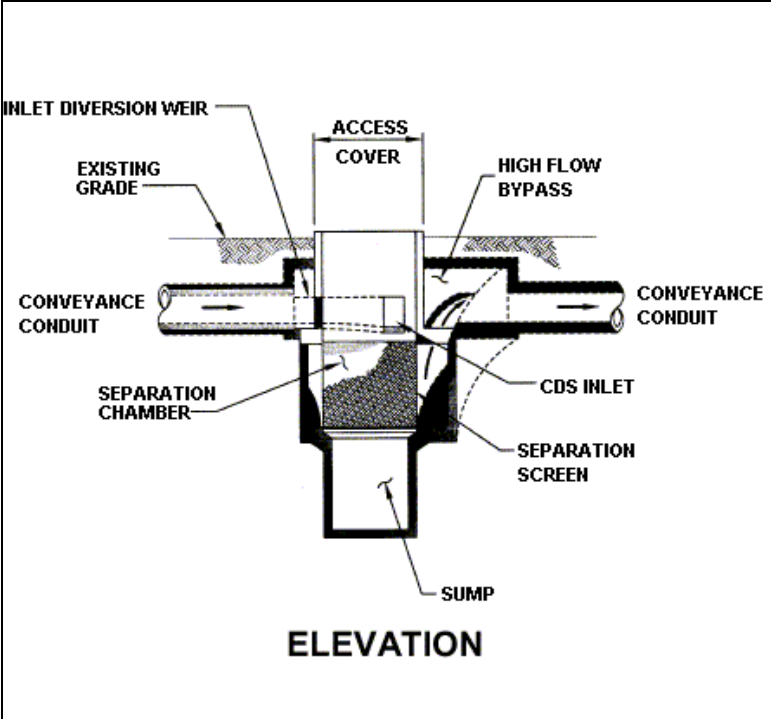 INLET DIVERSION WEIR
ACCESS
COVER
EXISTING
GRADE
HIGH FLOW
BYPASS
CONVEYANCE
CONDUIT
CONVEYANCE
CONDUIT
CDS INLET
SEPARATION
CHAMBER
SEPARATION
SCREEN
SUMP
ELEVATION